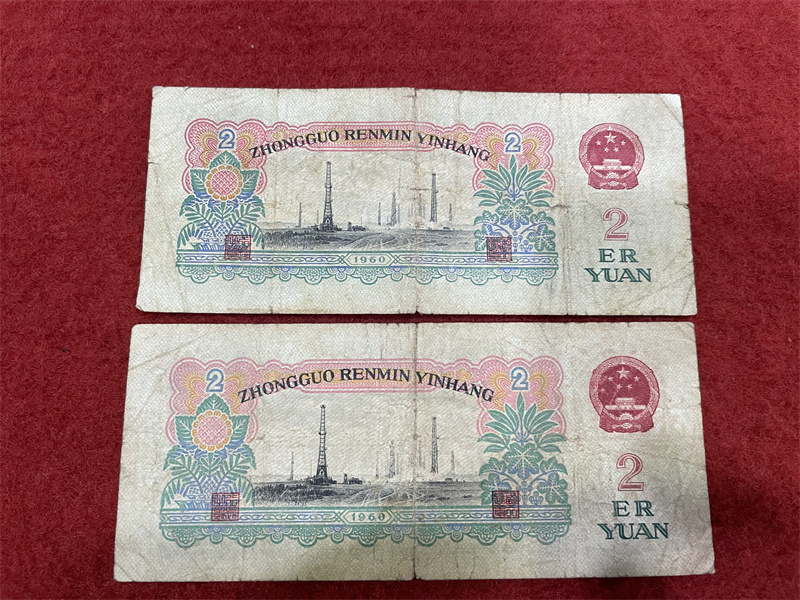 2 ZHONGGUO RENMIN YINHANG 2
2
ER
YUAN
1960
2 ZHONGGUO RENMIN YINHANG 2
2
ER
YUAN
1960